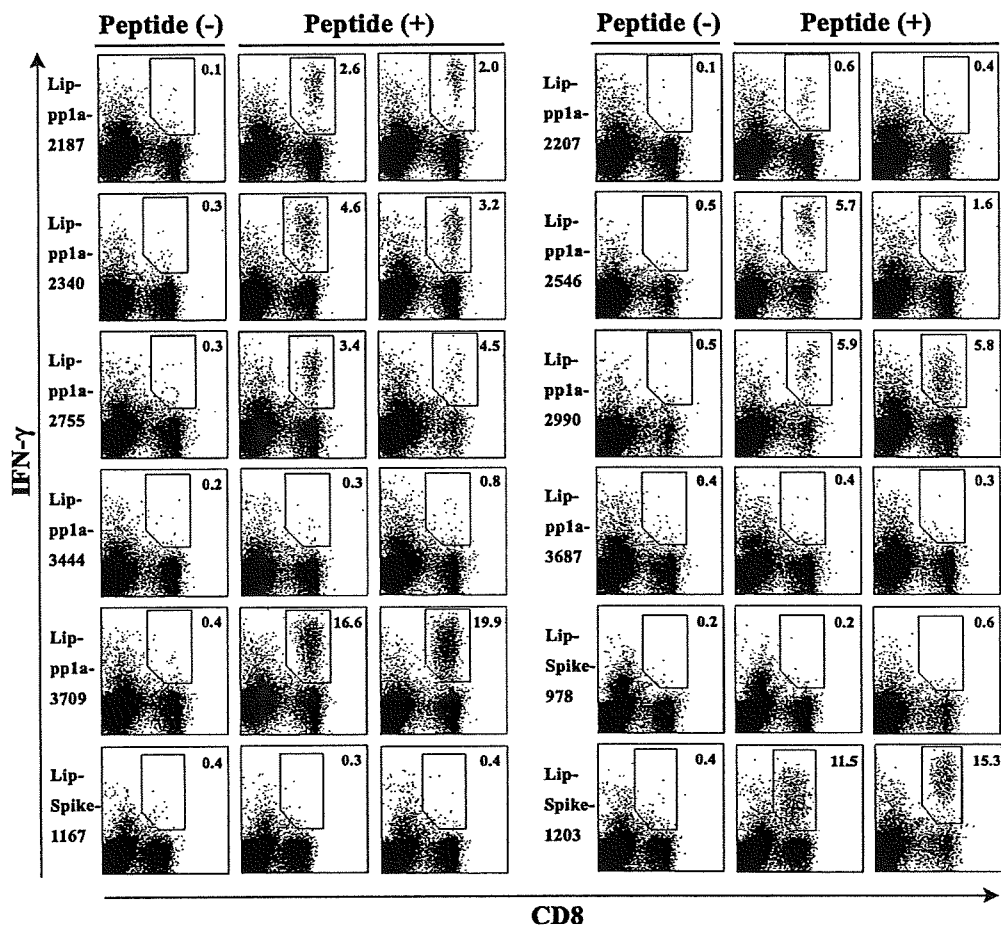 Peptide (-) Peptide (+) Peptide (-) Peptide (+)
Lip-
pp1a-
2187
0.1 2.6 2.0
Lip-
pp1a-
2207
0.1 0.6 0.4
Lip-
pp1a-
2340
0.3 4.6 3.2
Lip-
pp1a-
2546
0.5 5.7 1.6
Lip-
pp1a-
2755
0.3 3.4 4.5
Lip-
pp1a-
2990
0.5 5.9 5.8
Lip-
pp1a-
3444
0.2 0.3 0.8
Lip-
pp1a-
3687
0.4 0.4 0.3
Lip-
pp1a-
3709
0.4 16.6 19.9
Lip-
Spike-
978
0.2 0.2 0.6
Lip-
Spike-
1167
0.4 0.3 0.4
Lip-
Spike-
1203
0.4 11.5 15.3
IFN-γ
CD8